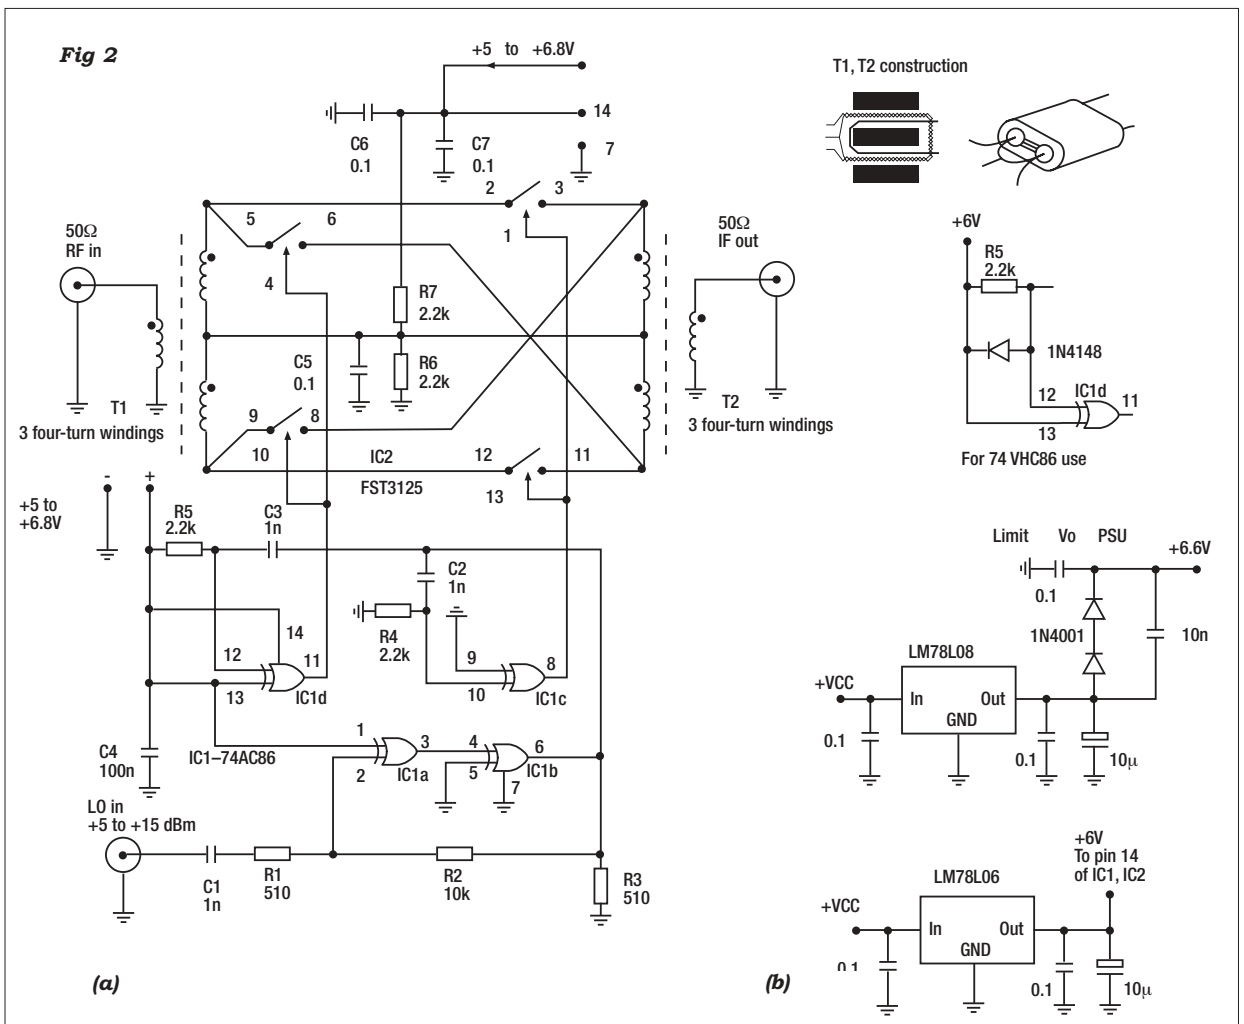 Fig 2
+5 to +6.8V
14
7
C6
0.1
C7
0.1
2
3
1
5
6
4
50Ω
RF in
T1
3 four-turn windings
R7
2.2k
R6
2.2k
C5
0.1
9
8
10
IC2
FST3125
12
11
13
50Ω
IF out
T2
3 four-turn windings
-
+
+5 to
+6.8V
R5
2.2k
C3
1n
C2
1n
R4
2.2k
14
12
11
13
IC1d
9
8
10
IC1c
C4
100n
IC1–74AC86
1
3
2
IC1a
4
6
5
7
IC1b
LO in
+5 to +15 dBm
C1
1n
R1
510
R2
10k
R3
510
(a)
T1, T2 construction
+6V
R5
2.2k
1N4148
12
IC1d
11
13
For 74 VHC86 use
Limit Vo PSU
+6.6V
0.1
1N4001
10n
LM78L08
+VCC
In
Out
GND
0.1
0.1
10µ
+6V
To pin 14
of IC1, IC2
LM78L06
+VCC
In
Out
GND
0.1
0.1
10µ
(b)